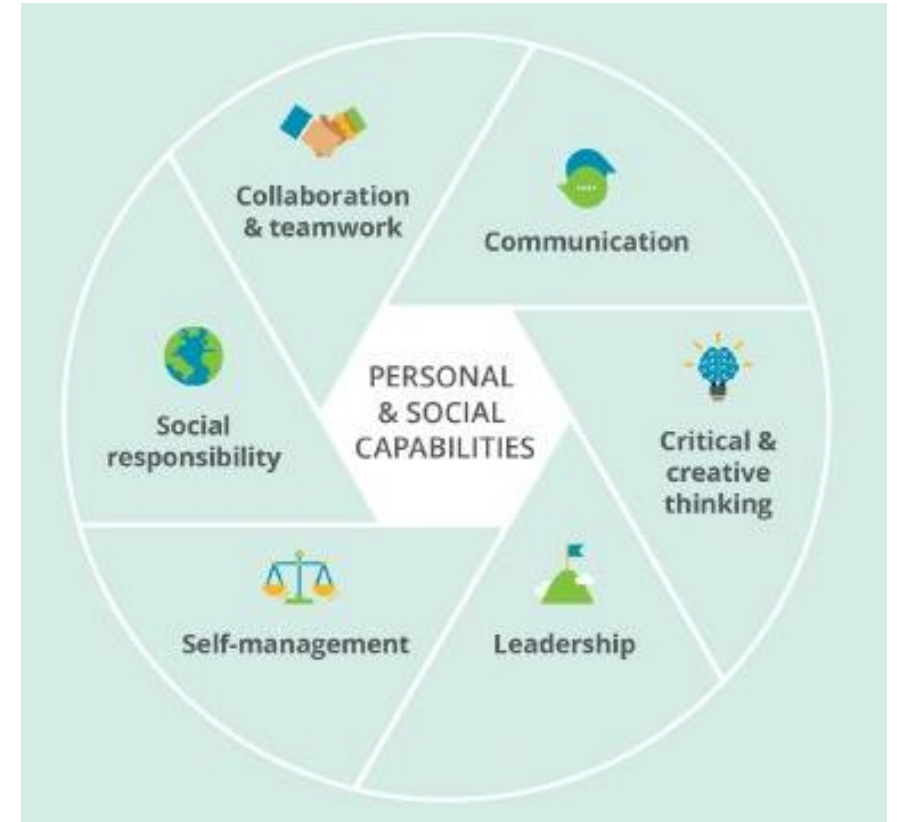 Collaboration
& teamwork
Communication
PERSONAL
& SOCIAL
CAPABILITIES
Critical &
creative
thinking
Social
responsibility
Self-management
Leadership